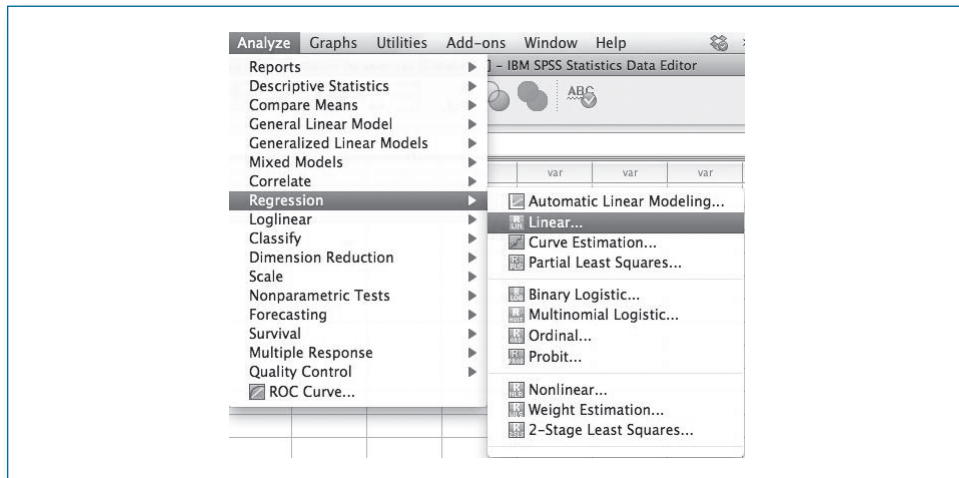 Analyze Graphs Utilities Add-ons Window Help
] – IBM SPSS Statistics Data Editor
Reports
Descriptive Statistics
Compare Means
General Linear Model
Generalized Linear Models
Mixed Models
Correlate
Regression
Loglinear
Classify
Dimension Reduction
Scale
Nonparametric Tests
Forecasting
Survival
Multiple Response
Quality Control
ROC Curve...
ABC
var var var
Automatic Linear Modeling...
Linear...
Curve Estimation...
Partial Least Squares...
Binary Logistic...
Multinomial Logistic...
Ordinal...
Probit...
Nonlinear...
Weight Estimation...
2-Stage Least Squares...